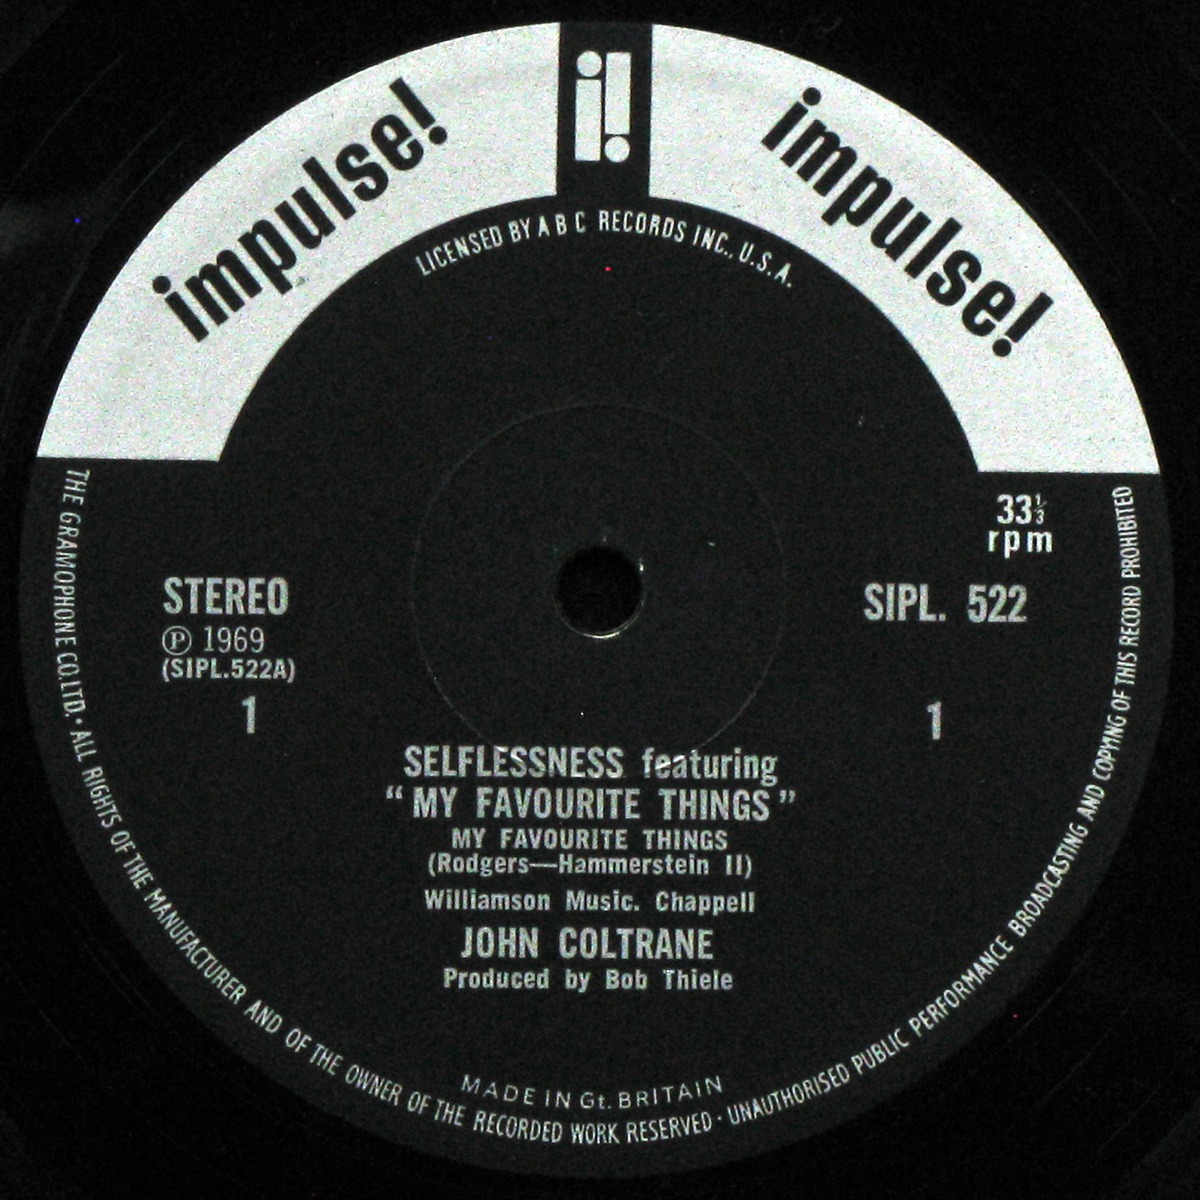 impulse!
i!
impulse!
LICENSED BY A B C RECORDS INC., U.S.A.
33⅓
rpm
STEREO
Ⓟ 1969
(SIPL.522A)
1
SIPL. 522
1
SELFLESSNESS featuring
“MY FAVOURITE THINGS”
MY FAVOURITE THINGS
(Rodgers—Hammerstein II)
Williamson Music. Chappell
JOHN COLTRANE
Produced by Bob Thiele
MADE IN Gt. BRITAIN
THE GRAMOPHONE CO. LTD. · ALL RIGHTS OF THE MANUFACTURER AND OF THE OWNER OF THE RECORDED WORK RESERVED · UNAUTHORISED PUBLIC PERFORMANCE BROADCASTING AND COPYING OF THIS RECORD PROHIBITED